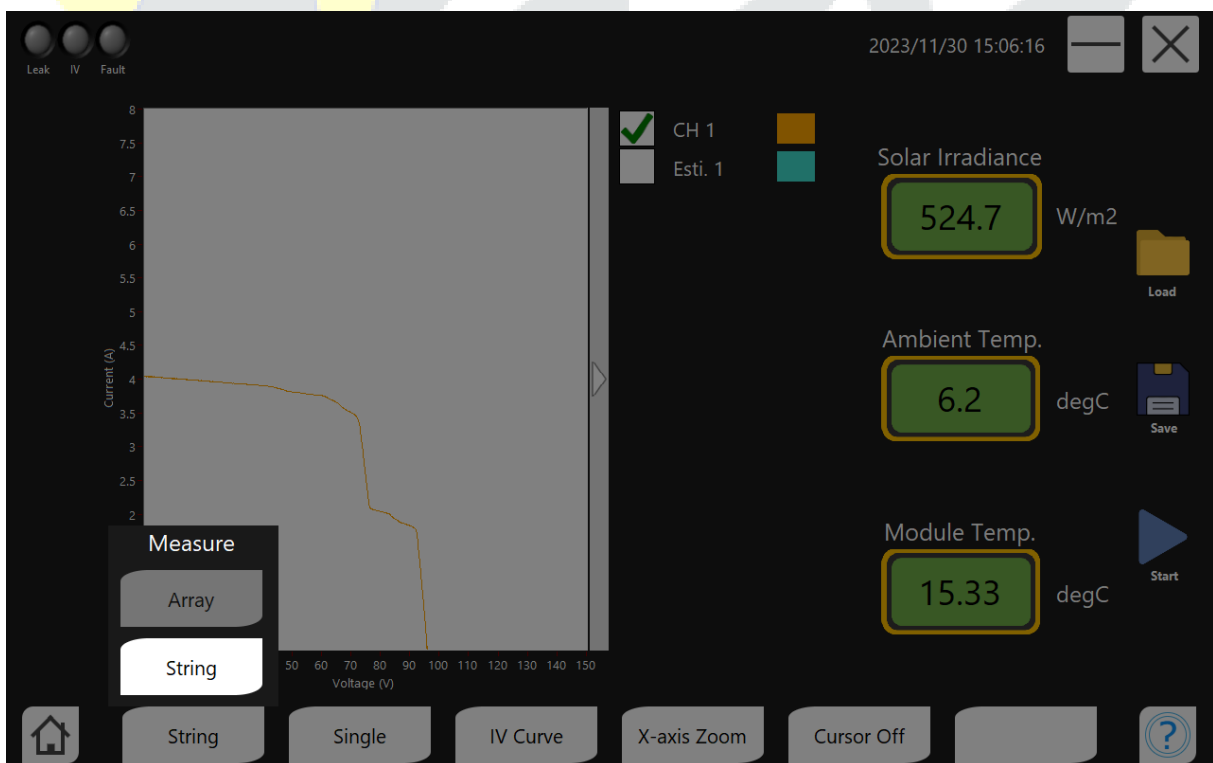 2023/11/30 15:06:16
Leak IV Fault
8
7.5
7
6.5
6
5.5
5
4.5
4
3.5
3
2.5
2
Current (A)
50 60 70 80 90 100 110 120 130 140 150
Voltage (V)
CH 1
Esti. 1
Solar Irradiance
524.7 W/m2
Ambient Temp.
6.2 degC
Module Temp.
15.33 degC
Load
Save
Start
Measure
Array
String
String Single IV Curve X-axis Zoom Cursor Off ?